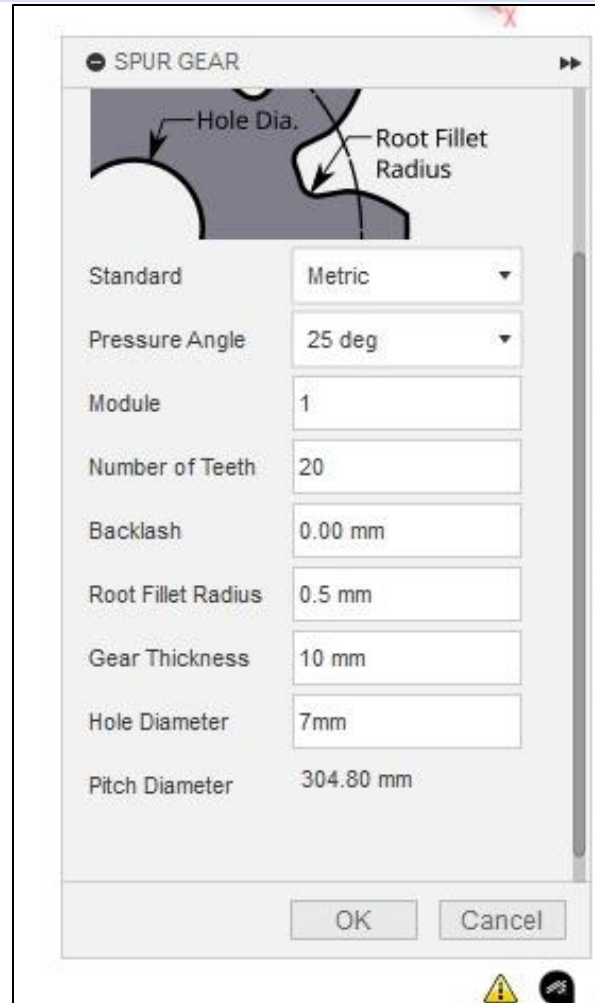 X
SPUR GEAR
Hole Dia.
Root Fillet
Radius
Standard Metric
Pressure Angle 25 deg
Module 1
Number of Teeth 20
Backlash 0.00 mm
Root Fillet Radius 0.5 mm
Gear Thickness 10 mm
Hole Diameter 7mm
Pitch Diameter 304.80 mm
OK Cancel